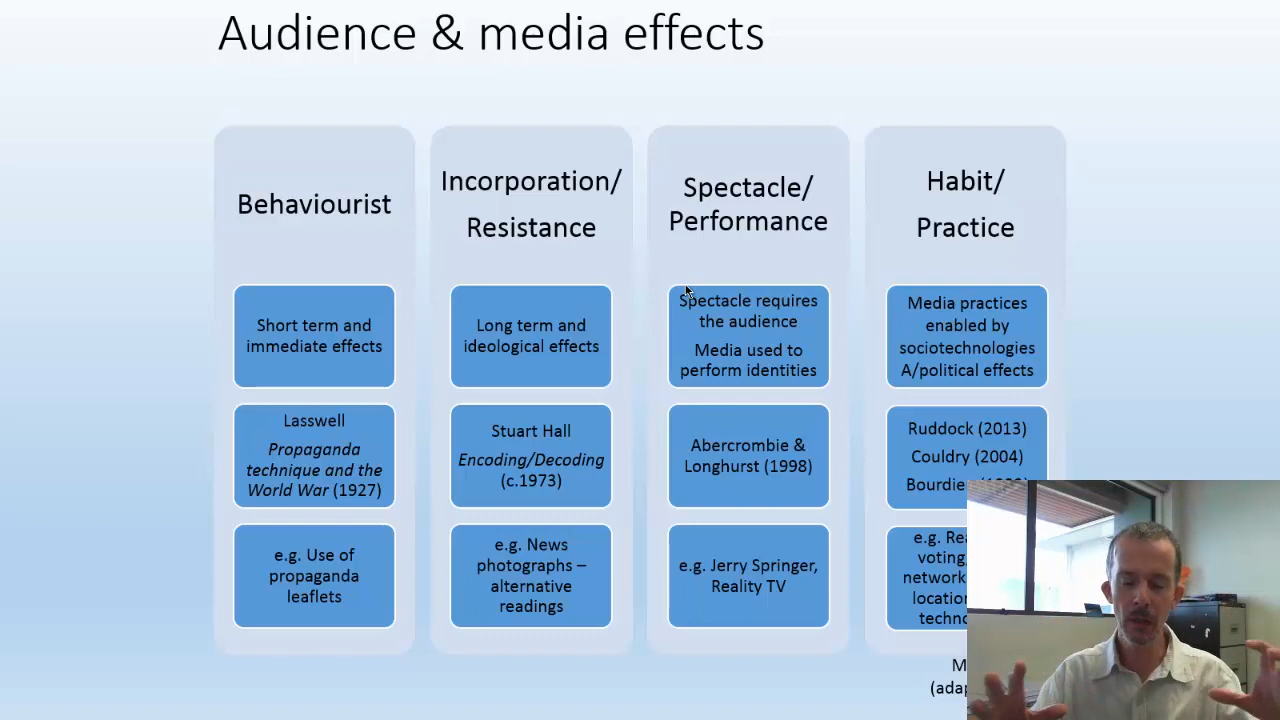 Audience & media effects
Behaviourist
Short term and
immediate effects
Lasswell
Propaganda
technique and the
World War (1927)
e.g. Use of
propaganda
leaflets
Incorporation/
Resistance
Long term and
ideological effects
Stuart Hall
Encoding/Decoding
(c.1973)
e.g. News
photographs –
alternative
readings
Spectacle/
Performance
Spectacle requires
the audience
Media used to
perform identities
Abercrombie &
Longhurst (1998)
e.g. Jerry Springer,
Reality TV
Habit/
Practice
Media practices
enabled by
sociotechnologies
A/political effects
Ruddock (2013)
Couldry (2004)
e.g.
voting,